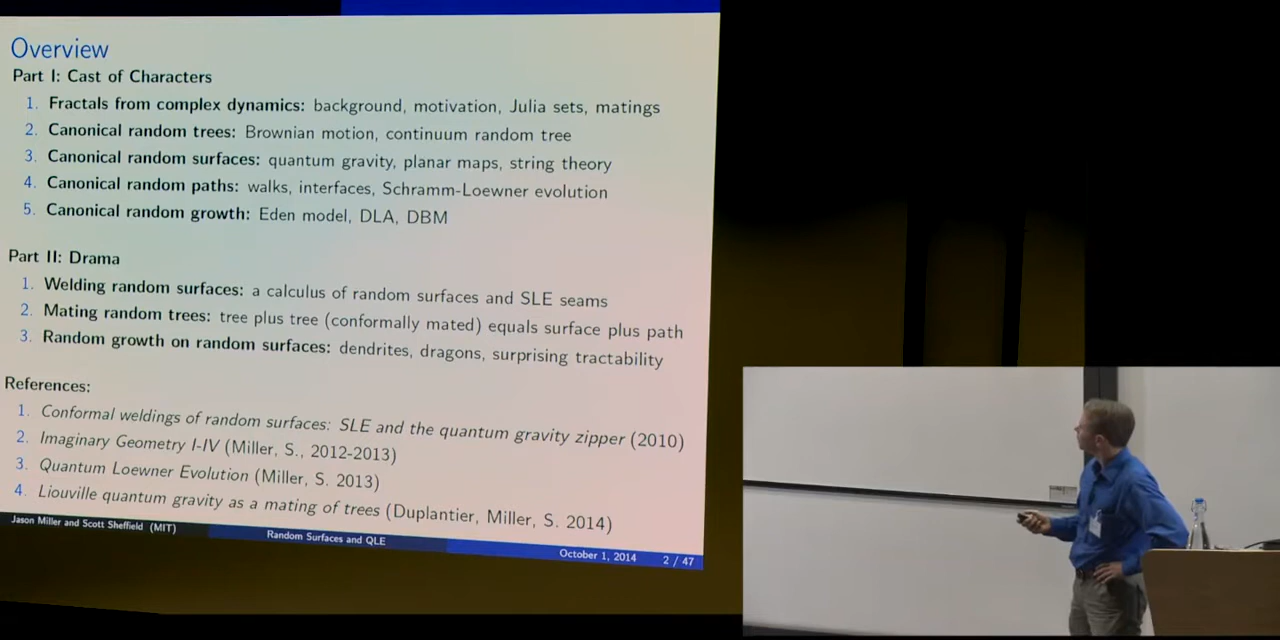 Overview
Part I: Cast of Characters
1. Fractals from complex dynamics: background, motivation, Julia sets, matings
2. Canonical random trees: Brownian motion, continuum random tree
3. Canonical random surfaces: quantum gravity, planar maps, string theory
4. Canonical random paths: walks, interfaces, Schramm-Loewner evolution
5. Canonical random growth: Eden model, DLA, DBM
Part II: Drama
1. Welding random surfaces: a calculus of random surfaces and SLE seams
2. Mating random trees: tree plus tree (conformally mated) equals surface plus path
3. Random growth on random surfaces: dendrites, dragons, surprising tractability
References:
1. Conformal weldings of random surfaces: SLE and the quantum gravity zipper (2010)
2. Imaginary Geometry I-IV (Miller, S., 2012-2013)
3. Quantum Loewner Evolution (Miller, S. 2013)
4. Liouville quantum gravity as a mating of trees (Duplantier, Miller, S. 2014)
Jason Miller and Scott Sheffield (MIT) Random Surfaces and QLE October 1, 2014 2 / 47